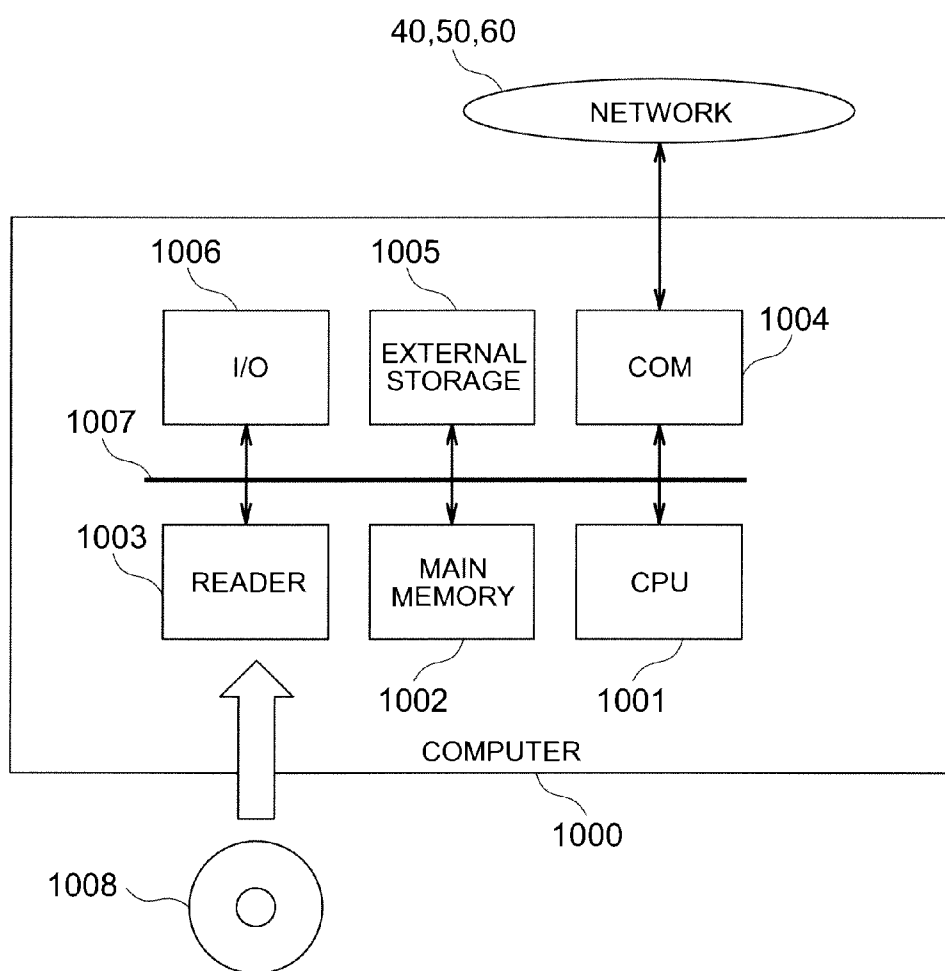 40,50,60
NETWORK
1006
1005
1004
I/O
EXTERNAL
STORAGE
COM
1007
1003
READER
MAIN
MEMORY
CPU
1002
1001
COMPUTER
1000
1008